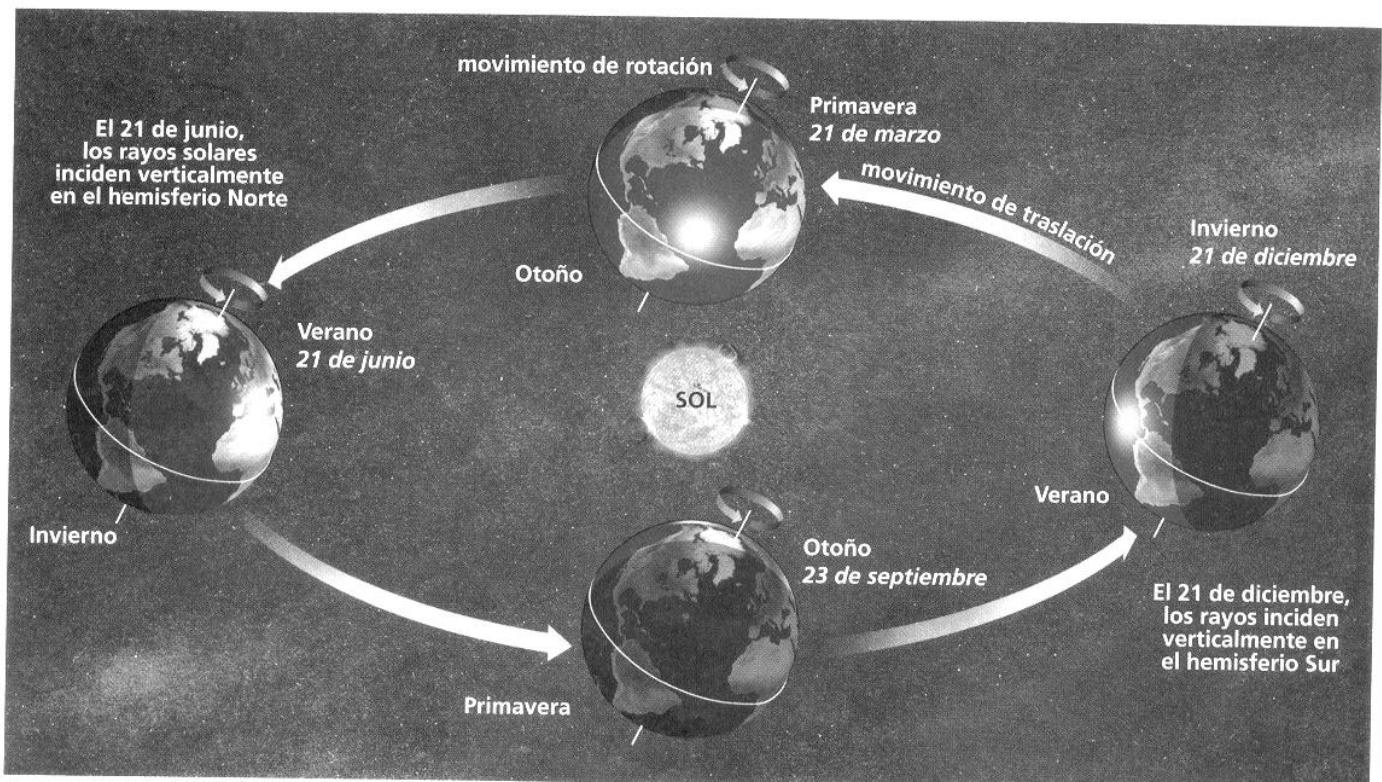 movimiento de rotación
Primavera
21 de marzo
El 21 de junio,
los rayos solares
inciden verticalmente
en el hemisferio Norte
movimiento de traslación
Invierno
21 de diciembre
Otoño
Verano
21 de junio
SOL
Verano
Invierno
Otoño
23 de septiembre
El 21 de diciembre,
los rayos inciden
verticalmente en
el hemisferio Sur
Primavera